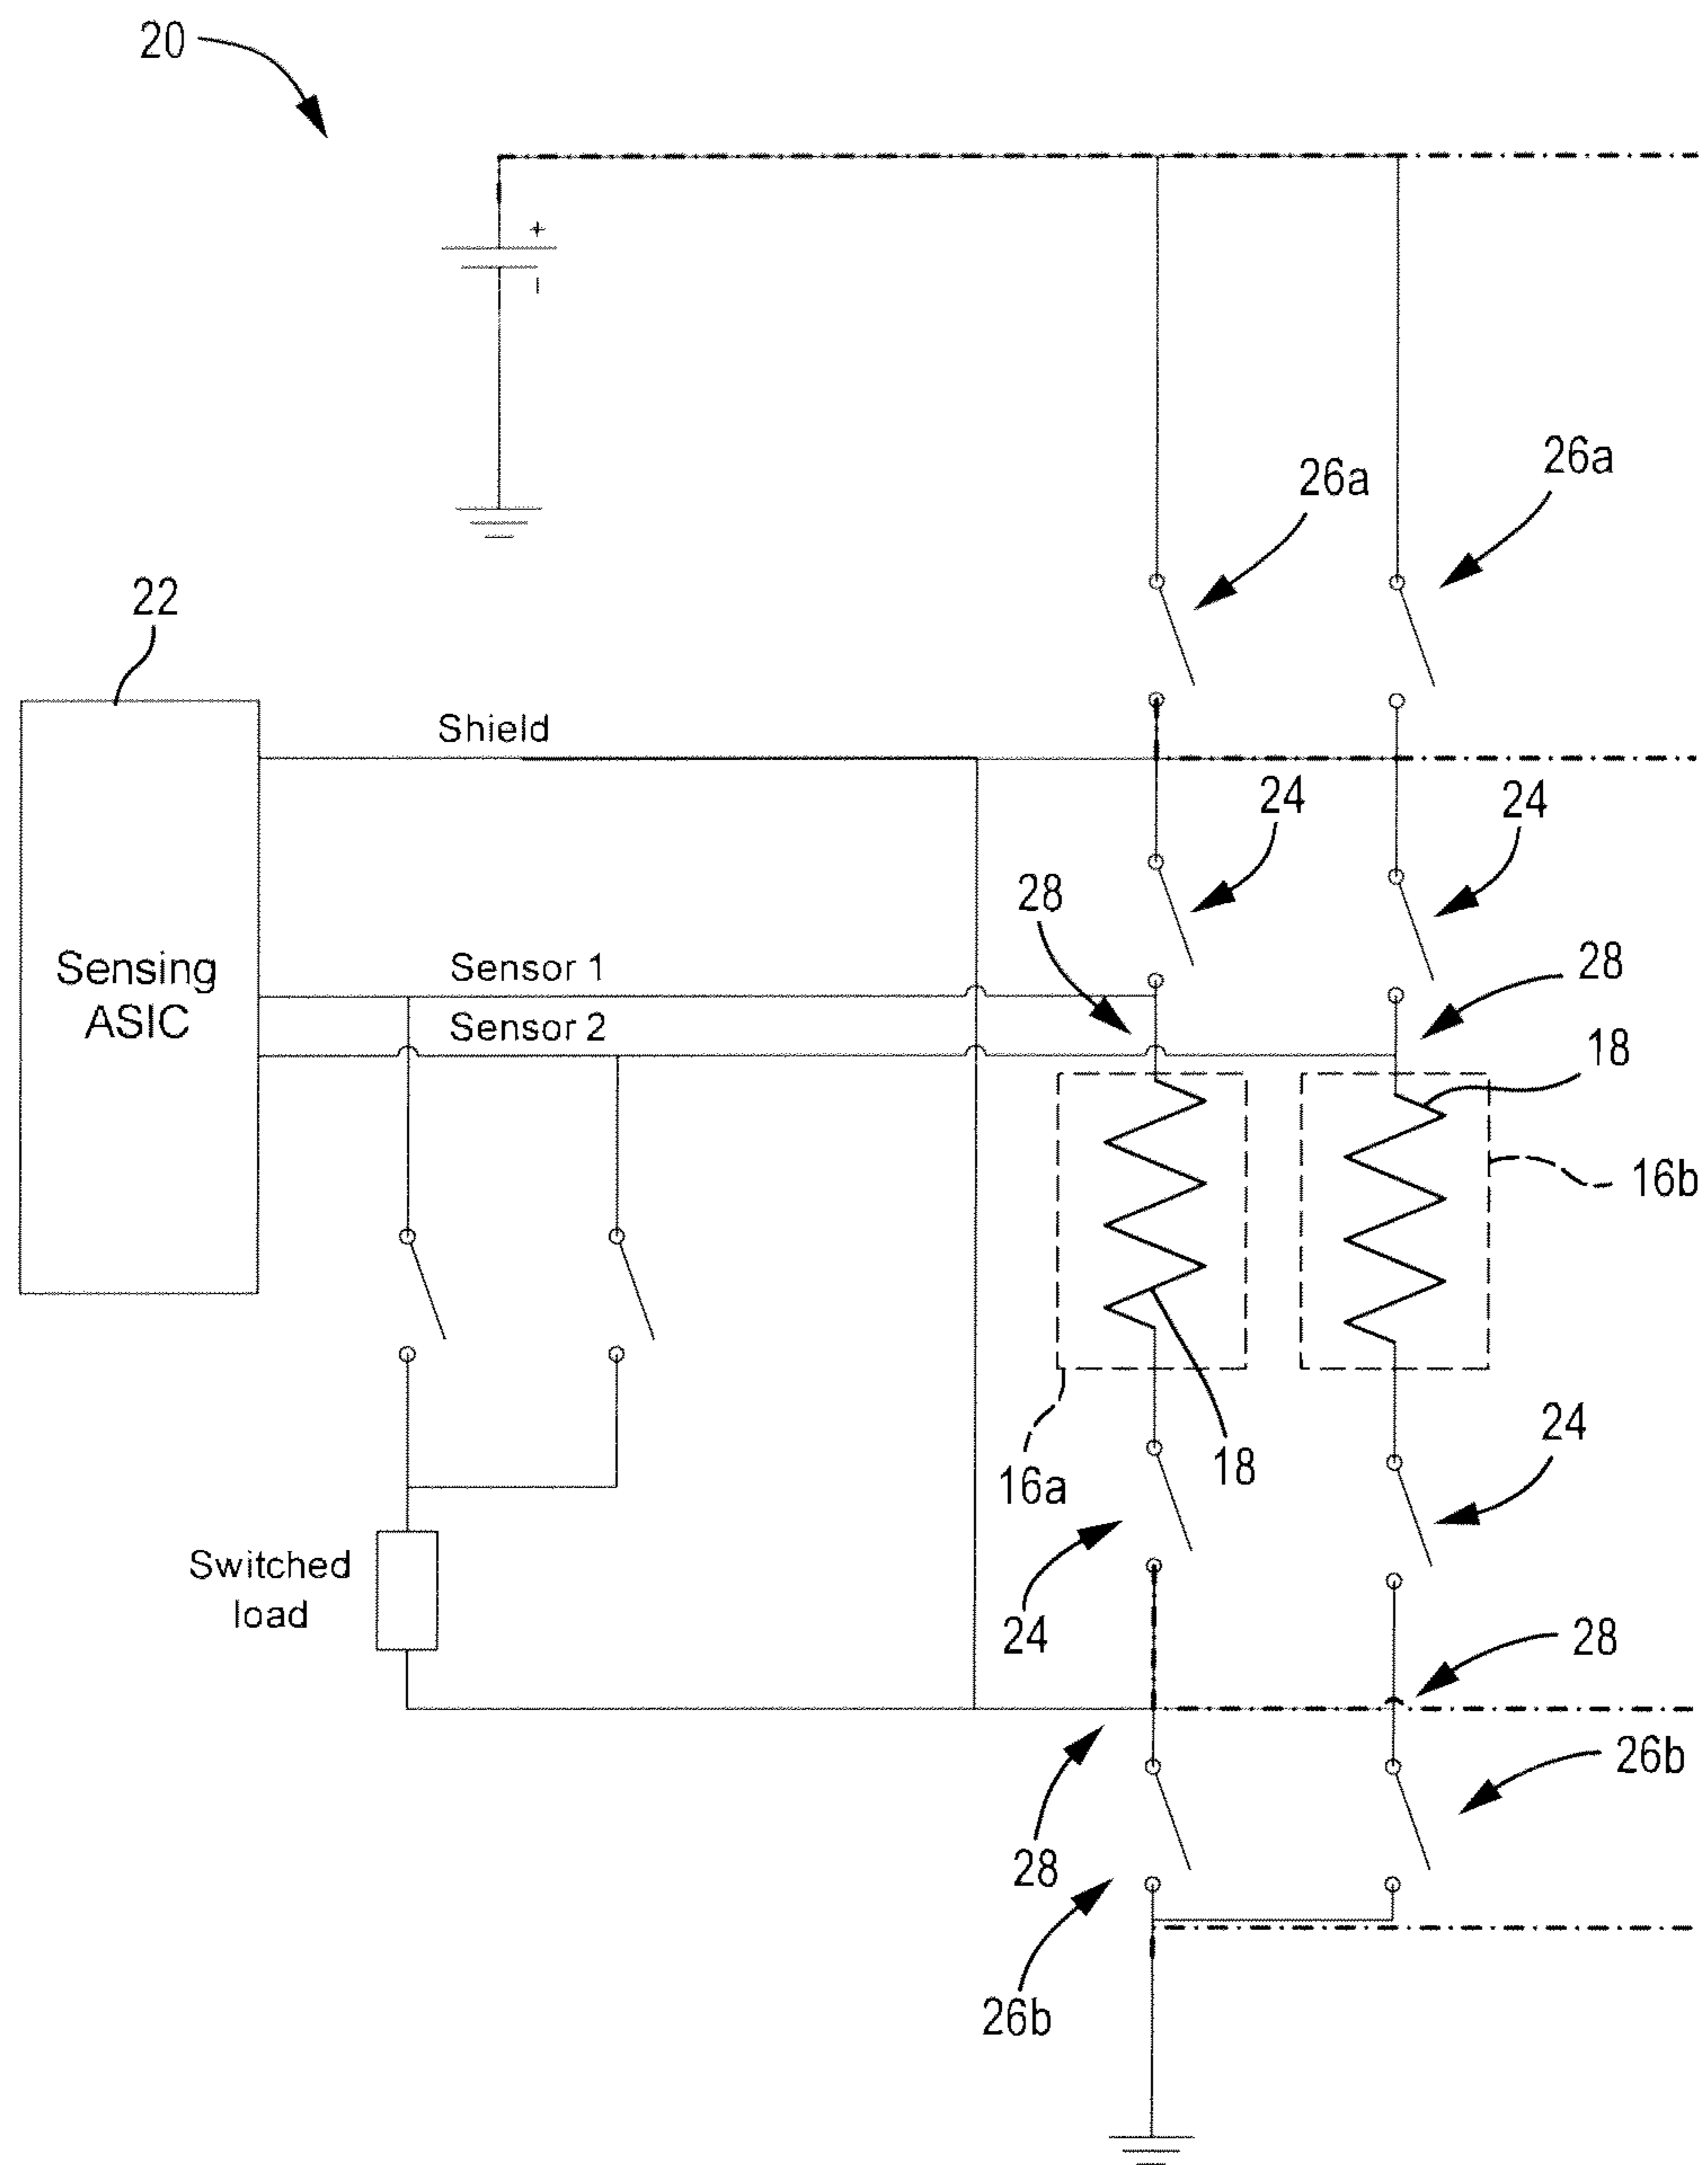 20
+
−
26a
26a
22
Shield
24
24
28
28
Sensor 1
Sensing
ASIC
Sensor 2
18
16b
18
16a
24
24
Switched
load
28
26b
28
26b